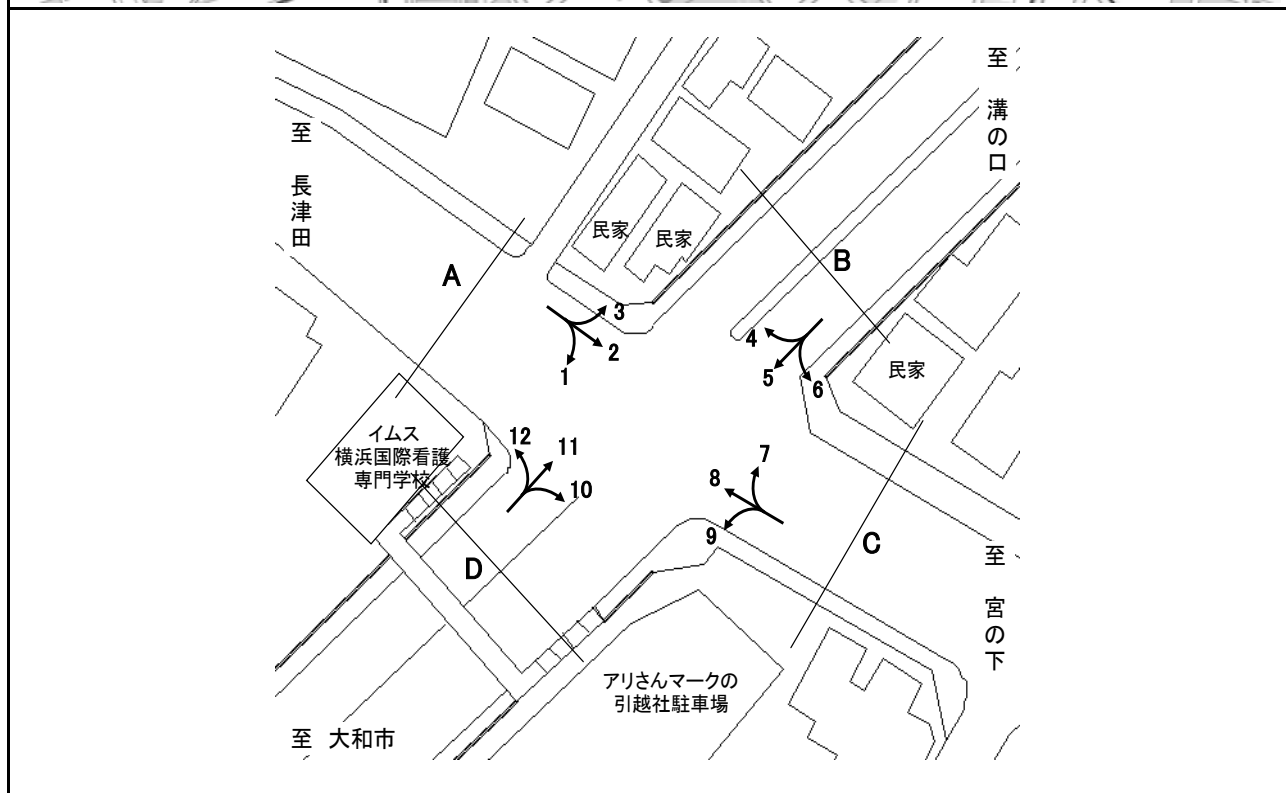 至 溝の口
至 長津田
民家
民家
B
A
3
2
1
4
5
6
民家
イムス
横浜国際看護
専門学校
12
11
10
7
8
9
C
D
至 宮の下
アリさんマークの
引越社駐車場
至 大和市